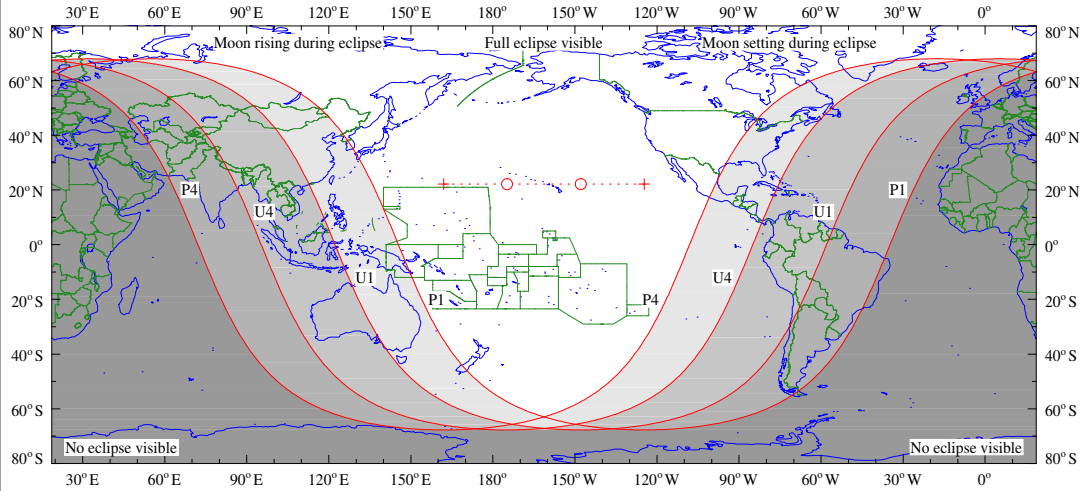 30° E 60° E 90° E 120° E 150° E 180° 150° W 120° W 90° W 60° W 30° W 0°
80° N 80° N
Moon rising during eclipse Full eclipse visible Moon setting during eclipse
60° N 60° N
40° N 40° N
20° N P4 P1 20° N
U4 U1
0° 0°
U1 U4
20° S P1 P4 20° S
40° S 40° S
60° S 60° S
No eclipse visible No eclipse visible
80° S 80° S
30° E 60° E 90° E 120° E 150° E 180° 150° W 120° W 90° W 60° W 30° W 0°